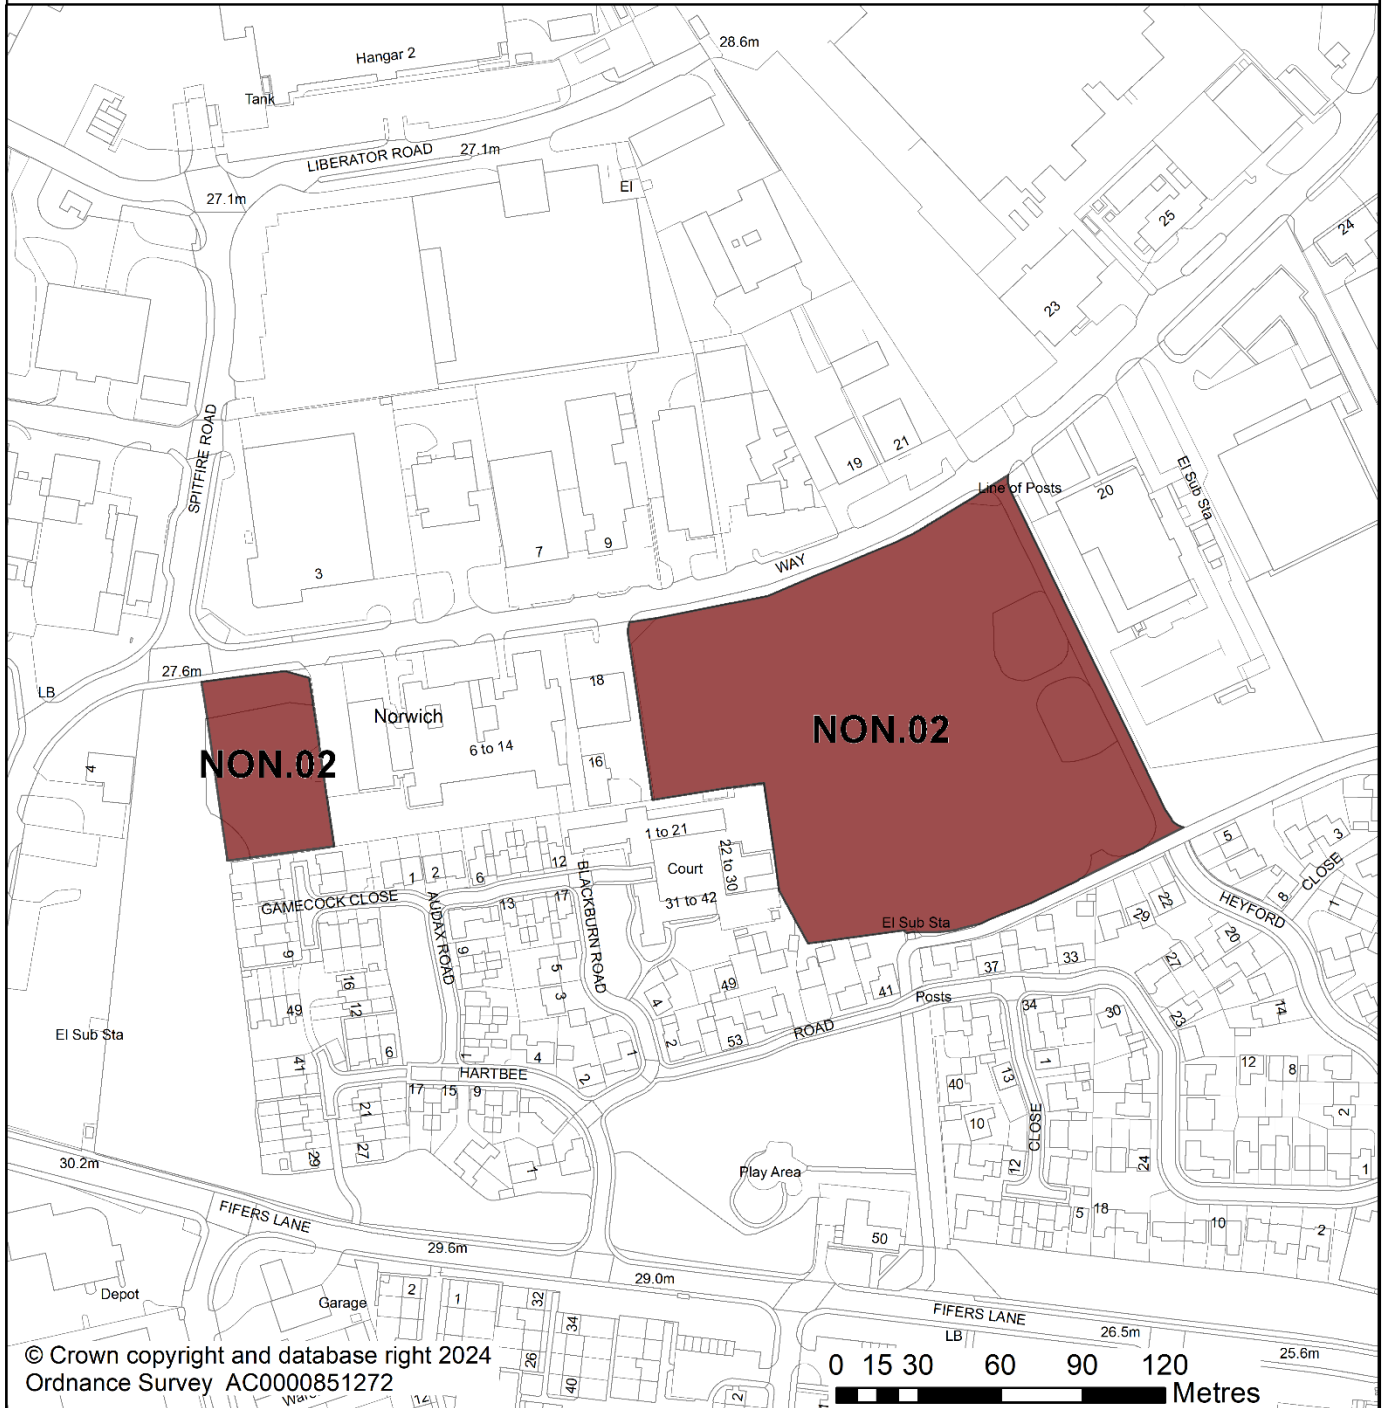 28.6m
Hangar 2
Tank
LIBERATOR ROAD
27.1m
El
27.1m
25
24
23
SPITFIRE ROAD
21
19
Line of Posts
20
El Sub Sta
9
7
3
WAY
27.6m
LB
18
Norwich
NON.02
6 to 14
NON.02
16
4
1 to 21
22 to 30
Court
31 to 42
5
3
CLOSE
8
1
HEYFORD
12
1
2
6
GAMECOCK CLOSE
AUDAX ROAD
13
17
BLACKBURN ROAD
El Sub Sta
22
29
20
9
9
5
3
49
4
41
37
33
27
Posts
16
12
49
6
41
El Sub Sta
53
ROAD
2
34
30
23
14
1
4
1
HARTBEE
2
17
15
9
40
13
1
12
8
2
21
27
29
1
10
CLOSE
12
24
1
30.2m
Play Area
5
18
10
2
FIFERS LANE
50
29.6m
29.0m
Depot
Garage
2
1
32
34
26
40
FIFERS LANE
LB
26.5m
25.6m
© Crown copyright and database right 2024
Ordnance Survey AC0000851272
12
2
1
0 15 30 60 90 120
Metres